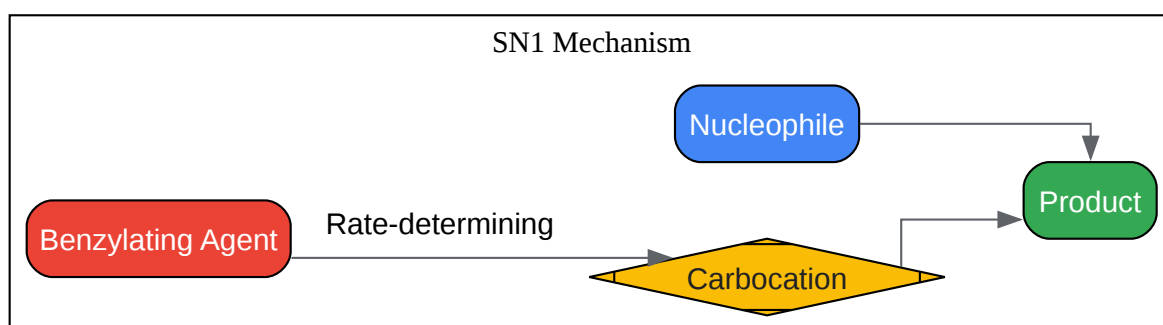 SN1 Mechanism
Nucleophile
Product
Benzylating Agent
Rate-determining
Carbocation